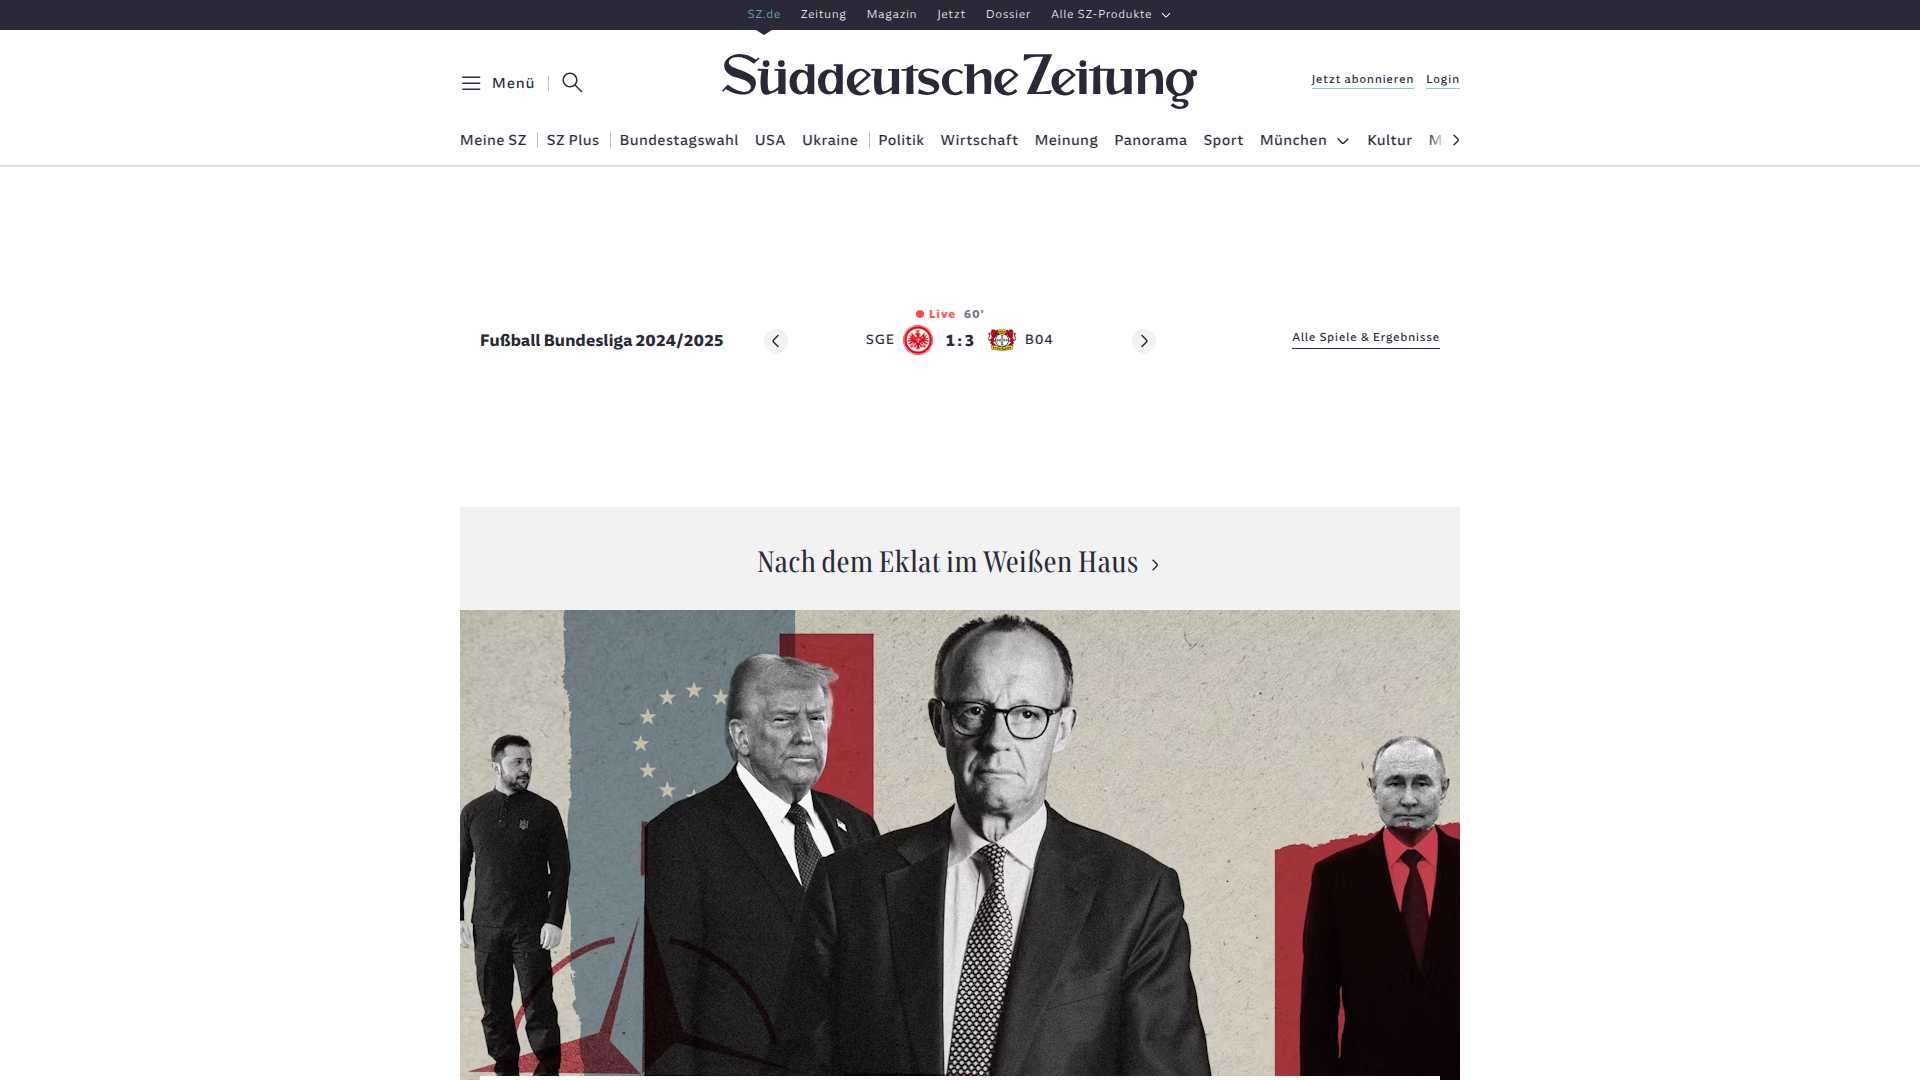 SZ.de Zeitung Magazin Jetzt Dossier Alle SZ-Produkte
Menü
Süddeutsche Zeitung
Jetzt abonnieren Login
Meine SZ SZ Plus Bundestagswahl USA Ukraine Politik Wirtschaft Meinung Panorama Sport München Kultur M
Live 60'
Fußball Bundesliga 2024/2025
SGE 1:3 B04
Alle Spiele & Ergebnisse
Nach dem Eklat im Weißen Haus